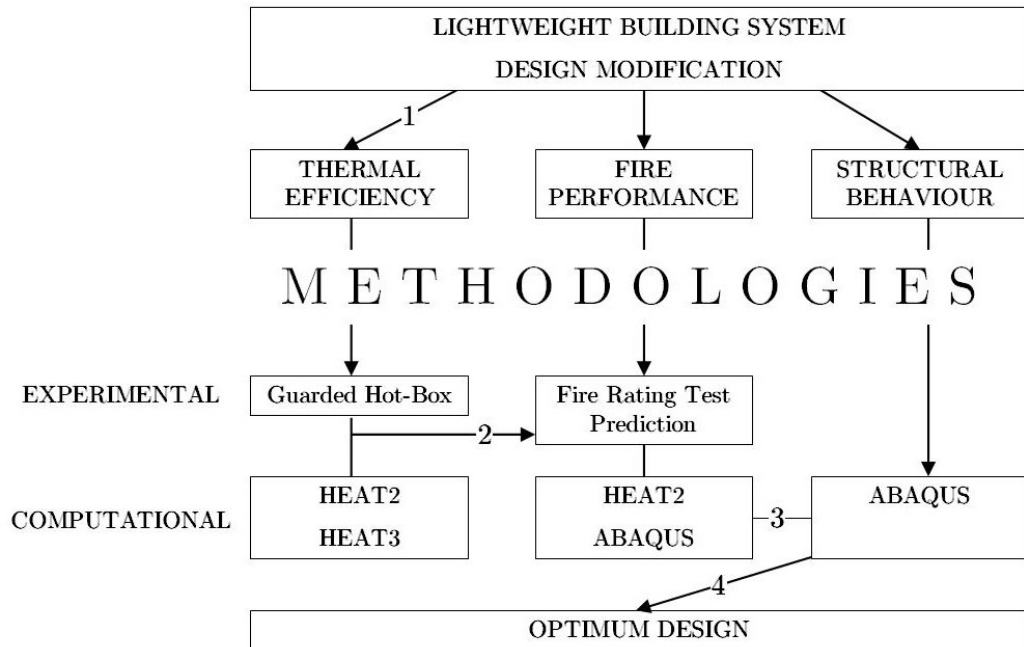 LIGHTWEIGHT BUILDING SYSTEM
DESIGN MODIFICATION
1
THERMAL
EFFICIENCY
FIRE
PERFORMANCE
STRUCTURAL
BEHAVIOUR
METHODOLOGIES
EXPERIMENTAL
Guarded Hot-Box
Fire Rating Test
Prediction
2
COMPUTATIONAL
HEAT2
HEAT3
HEAT2
ABAQUS
3
ABAQUS
4
OPTIMUM DESIGN